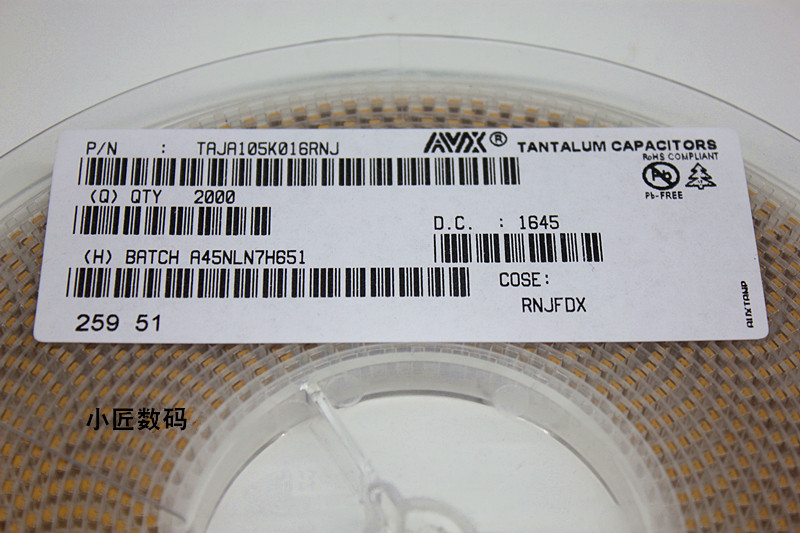 P/N : TAJA105K016RNJ
AVX® TANTALUM CAPACITORS
RoHS COMPLIANT
Pb
Pb-FREE
(Q) QTY 2000
D.C. : 1645
(H) BATCH A45NLN7H651
COSE:
RNJFDX
259 51
小匠数码